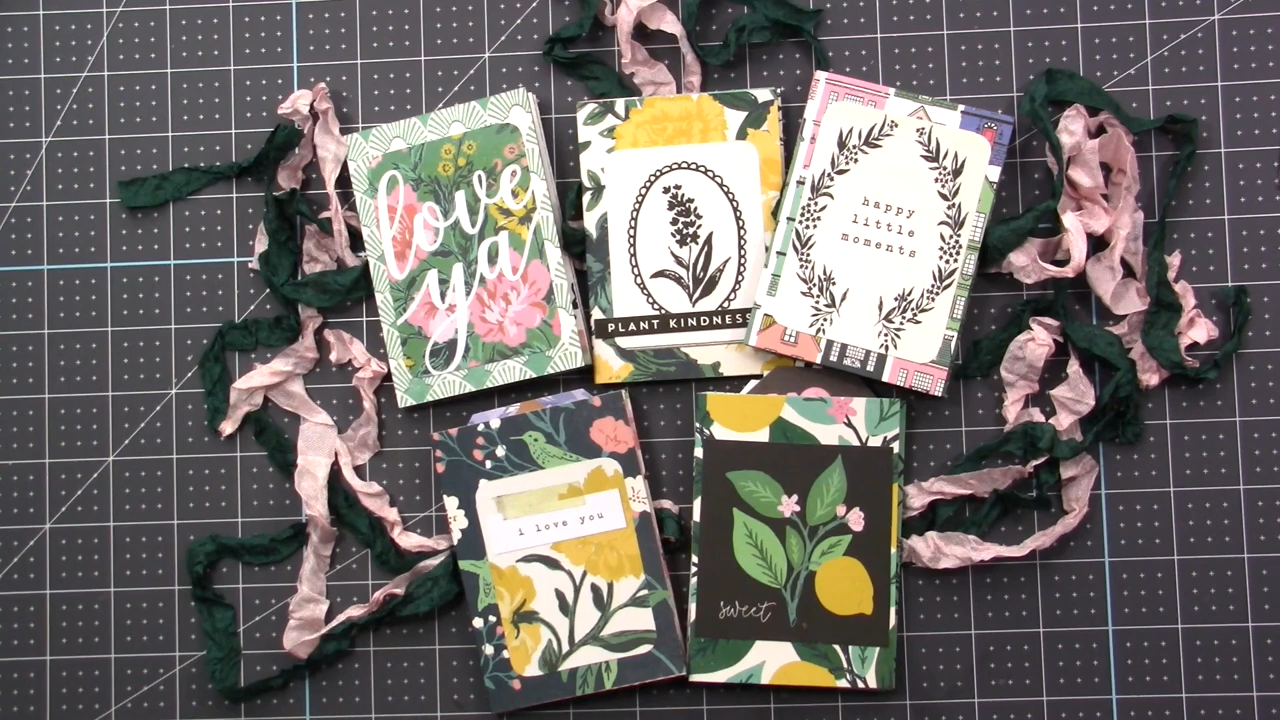 love
ya
PLANT KINDNESS
happy
little
moments
i love you
sweet